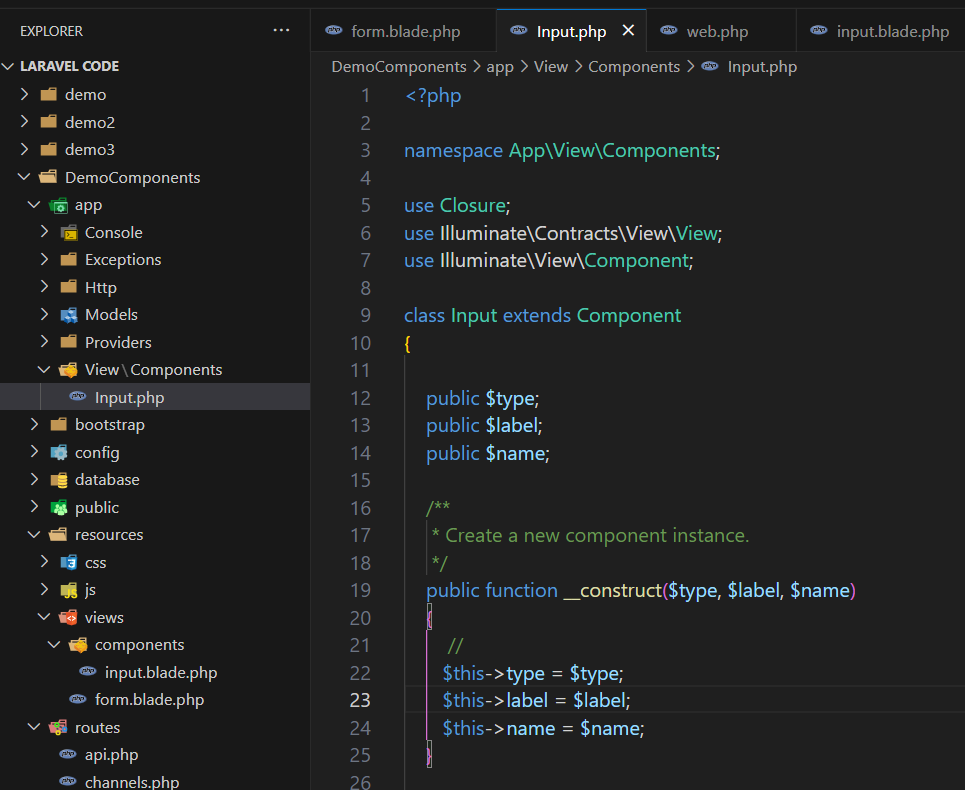 EXPLORER ...
LARAVEL CODE
demo
demo2
demo3
DemoComponents
app
Console
Exceptions
Http
Models
Providers
View\Components
Input.php
bootstrap
config
database
public
resources
css
js
views
components
input.blade.php
form.blade.php
routes
api.php
channels.php
form.blade.php Input.php web.php input.blade.php
DemoComponents > app > View > Components > Input.php
1 <?php
2
3 namespace App\View\Components;
4
5 use Closure;
6 use Illuminate\Contracts\View\View;
7 use Illuminate\View\Component;
8
9 class Input extends Component
10 {
11
12 public $type;
13 public $label;
14 public $name;
15
16 /**
17 * Create a new component instance.
18 */
19 public function __construct($type, $label, $name)
20 {
21 //
22 $this->type = $type;
23 $this->label = $label;
24 $this->name = $name;
25 }
26